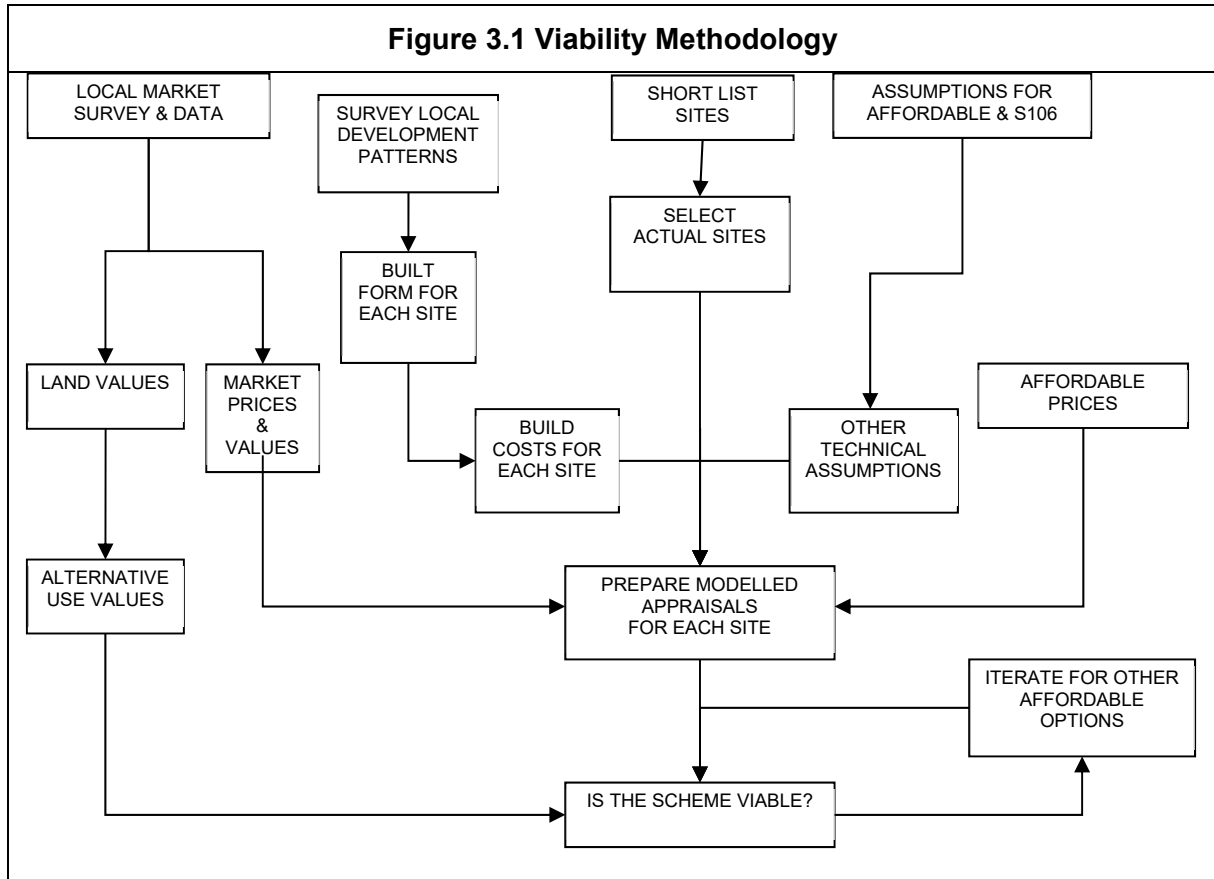 Figure 3.1 Viability Methodology
LOCAL MARKET
SURVEY & DATA
SURVEY LOCAL
DEVELOPMENT
PATTERNS
SHORT LIST
SITES
ASSUMPTIONS FOR
AFFORDABLE & S106
SELECT
ACTUAL SITES
BUILT
FORM FOR
EACH SITE
LAND VALUES
MARKET
PRICES
&
VALUES
BUILD
COSTS FOR
EACH SITE
OTHER
TECHNICAL
ASSUMPTIONS
AFFORDABLE
PRICES
ALTERNATIVE
USE VALUES
PREPARE MODELLED
APPRAISALS
FOR EACH SITE
ITERATE FOR OTHER
AFFORDABLE
OPTIONS
IS THE SCHEME VIABLE?